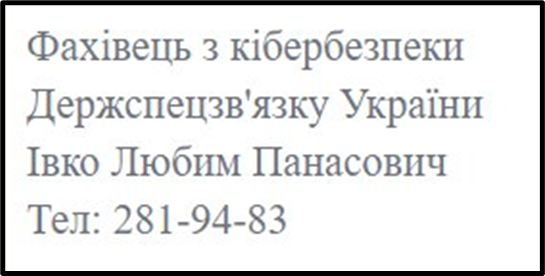 Фахівець з кібербезпеки
Держспецзв'язку України
Івко Любим Панасович
Тел: 281-94-83